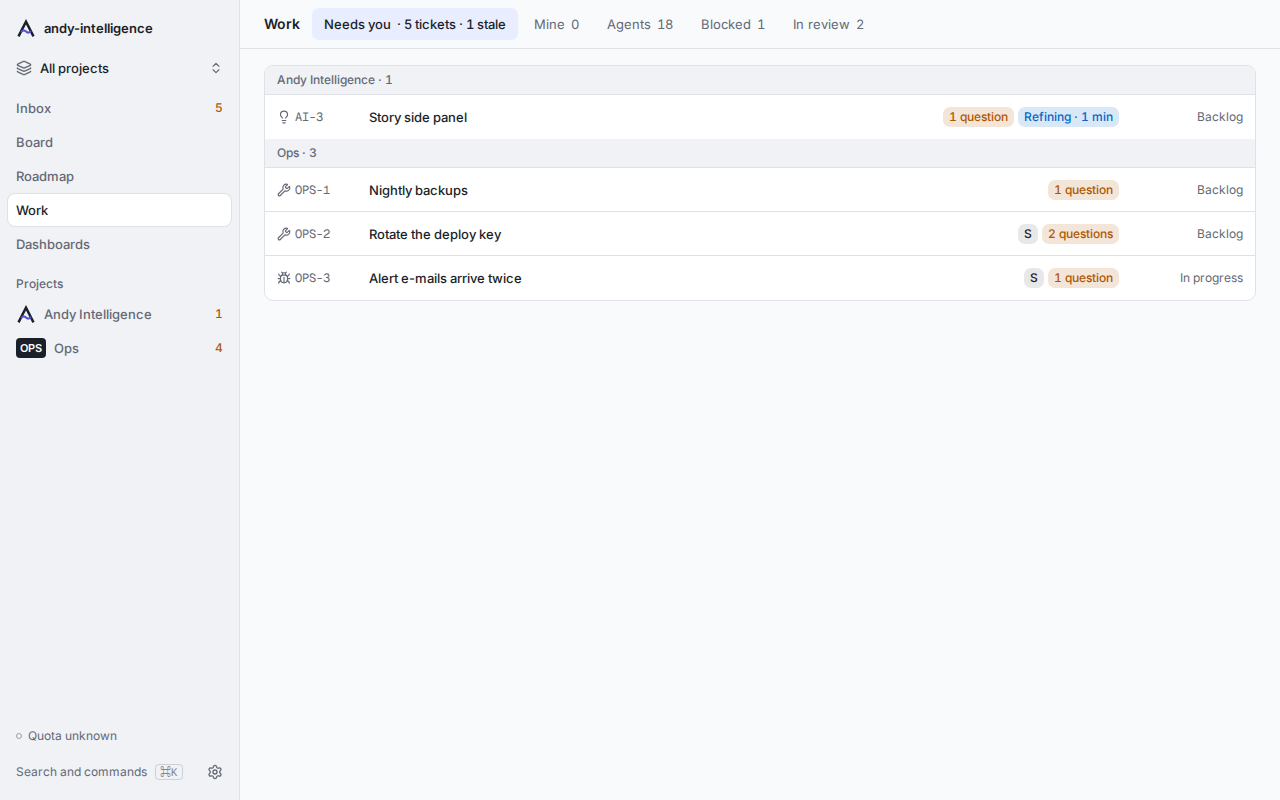 andy-intelligence
All projects
Inbox 5
Board
Roadmap
Work
Dashboards
Projects
Andy Intelligence 1
OPS Ops 4
Quota unknown
Search and commands ⌘K
Work Needs you · 5 tickets · 1 stale Mine 0 Agents 18 Blocked 1 In review 2
Andy Intelligence · 1
AI-3 Story side panel 1 question Refining · 1 min Backlog
Ops · 3
OPS-1 Nightly backups 1 question Backlog
OPS-2 Rotate the deploy key S 2 questions Backlog
OPS-3 Alert e-mails arrive twice S 1 question In progress